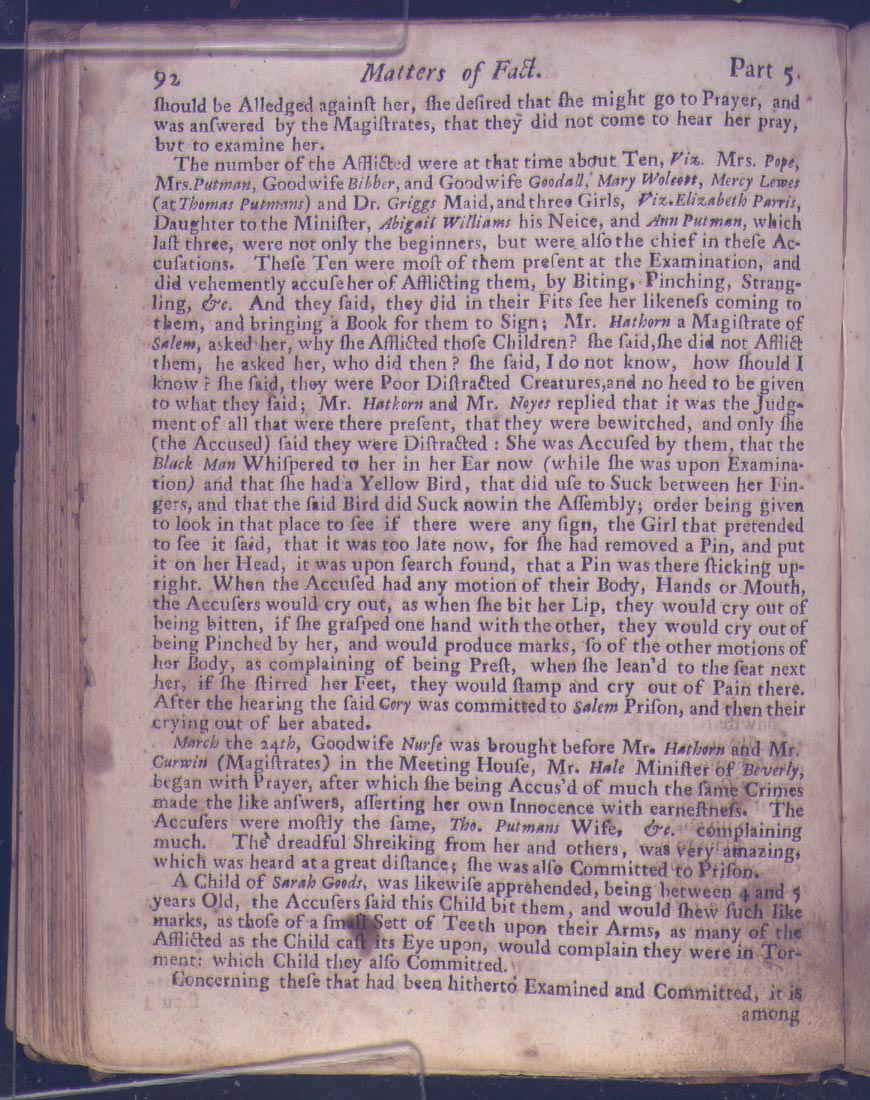 92 Matters of Fact. Part 5.
ſhould be Alledged againſt her, ſhe deſired that ſhe might go to Prayer, and
was anſwered by the Magiſtrates, that they did not come to hear her pray,
but to examine her.
The number of the Afflicted were at that time about Ten, Viz. Mrs. Pope,
Mrs. Putman, Goodwife Bibber, and Goodwife Goodall, Mary Wolcott, Mercy Lewes
(at Thomas Putmans) and Dr. Griggs Maid, and three Girls, Viz. Elizabeth Parris,
Daughter to the Miniſter, Abigail Williams his Neice, and Ann Putman, which
laſt three, were not only the beginners, but were alſo the chief in theſe Ac-
cuſations. Theſe Ten were moſt of them preſent at the Examination, and
did vehemently accuſe her of Afflicting them, by Biting, Pinching, Strang-
ling, &c. And they ſaid, they did in their Fits ſee her likeneſs coming to
them, and bringing a Book for them to Sign; Mr. Hathorn a Magiſtrate of
Salem, asked her, why ſhe Afflicted thoſe Children? ſhe ſaid, ſhe did not Afflict
them, he asked her, who did then? ſhe ſaid, I do not know, how ſhould I
know? ſhe ſaid, they were Poor Diſtracted Creatures, and no heed to be given
to what they ſaid; Mr. Hathorn and Mr. Noyes replied that it was the Judg-
ment of all that were there preſent, that they were bewitched, and only ſhe
(the Accuſed) ſaid they were Diſtracted : She was Accuſed by them, that the
Black Man Whiſpered to her in her Ear now (while ſhe was upon Examina-
tion) and that ſhe had a Yellow Bird, that did uſe to Suck between her Fin-
gers, and that the ſaid Bird did Suck now in the Aſſembly; order being given
to look in that place to ſee if there were any ſign, the Girl that pretended
to ſee it ſaid, that it was too late now, for ſhe had removed a Pin, and put
it on her Head, it was upon ſearch found, that a Pin was there ſticking up-
right. When the Accuſed had any motion of their Body, Hands or Mouth,
the Accuſers would cry out, as when ſhe bit her Lip, they would cry out of
being bitten, if ſhe graſped one hand with the other, they would cry out of
being Pinched by her, and would produce marks, ſo of the other motions of
her Body, as complaining of being Preſt, when ſhe lean'd to the ſeat next
her, if ſhe ſtirred her Feet, they would ſtamp and cry out of Pain there.
After the hearing the ſaid Cory was committed to Salem Priſon, and then their
crying out of her abated.
March the 24th, Goodwife Nurſe was brought before Mr. Hathorn and Mr.
Curwin (Magiſtrates) in the Meeting Houſe, Mr. Hale Miniſter of Beverly,
began with Prayer, after which ſhe being Accus'd of much the ſame Crimes
made the like anſwers, aſſerting her own Innocence with earneſtneſs. The
Accuſers were moſtly the ſame, Tho. Putmans Wife, &c. complaining
much. The dreadful Shreiking from her and others, was very amazing,
which was heard at a great diſtance; ſhe was alſo Committed to Priſon.
A Child of Sarah Goods, was likewiſe apprehended, being between 4 and 5
years Old, the Accuſers ſaid this Child bit them, and would ſhew ſuch like
marks, as thoſe of a ſmall Sett of Teeth upon their Arms, as many of the
Afflicted as the Child caſt its Eye upon, would complain they were in Tor-
ment: which Child they alſo Committed.
Concerning theſe that had been hitherto Examined and Committed, it is
among